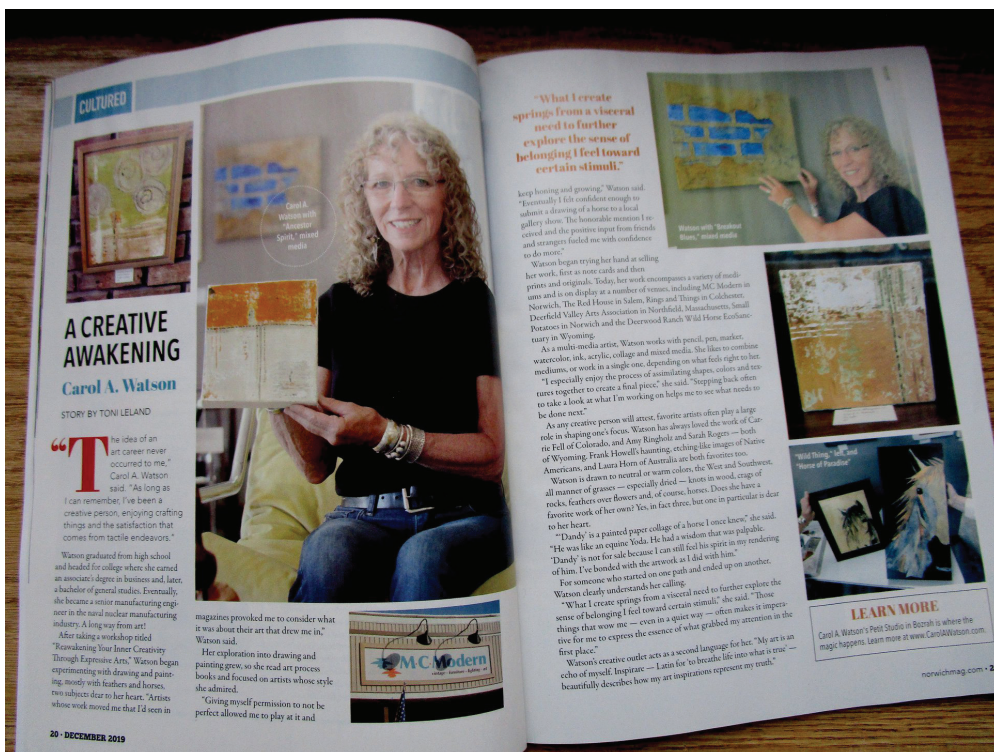 CULTURED
Carol A.
Watson with
"Ancestor
Spirit," mixed
media
A CREATIVE
AWAKENING
Carol A. Watson
STORY BY TONI LELAND
"The idea of an
art career never
occurred to me,"
Carol A. Watson
said. "As long as
I can remember, I've been a
creative person, enjoying crafting
things and the satisfaction that
comes from tactile endeavors."
Watson graduated from high school
and headed for college where she earned
an associate's degree in business and, later,
a bachelor of general studies. Eventually,
she became a senior manufacturing engi-
neer in the naval nuclear manufacturing
industry. A long way from art!
After taking a workshop titled
"Reawakening Your Inner Creativity
Through Expressive Arts," Watson began
experimenting with drawing and paint-
ing, mostly with feathers and horses,
two subjects dear to her heart. "Artists
whose work moved me that I'd seen in
magazines provoked me to consider what
it was about their art that drew me in,"
Watson said.
Her exploration into drawing and
painting grew, so she read art process
books and focused on artists whose style
she admired.
"Giving myself permission to not be
perfect allowed me to play at it and
M·C·Modern
20 · DECEMBER 2019
"What I create
springs from a visceral
need to further
explore the sense of
belonging I feel toward
certain stimuli."
keep honing and growing," Watson said.
"Eventually I felt confident enough to
submit a drawing of a horse to a local
gallery show. The honorable mention I re-
ceived and the positive input from friends
and strangers fueled me with confidence
to do more."
Watson began trying her hand at selling
her work, first as note cards and then
prints and originals. Today, her work encompasses a variety of medi-
ums and is on display at a number of venues, including MC Modern in
Norwich, The Red House in Salem, Rings and Things in Colchester,
Deerfield Valley Arts Association in Northfield, Massachusetts, Small
Potatoes in Norwich and the Deerwood Ranch Wild Horse EcoSanc-
tuary in Wyoming.
As a multi-media artist, Watson works with pencil, pen, marker,
watercolor, ink, acrylic, collage and mixed media. She likes to combine
mediums, or work in a single one, depending on what feels right to her.
"I especially enjoy the process of assimilating shapes, colors and tex-
tures together to create a final piece," she said. "Stepping back often
to take a look at what I'm working on helps me to see what needs to
be done next."
As any creative person will attest, favorite artists often play a large
role in shaping one's focus. Watson has always loved the work of Car-
rie Fell of Colorado, and Amy Ringholz and Sarah Rogers — both
of Wyoming. Frank Howell's haunting, etching-like images of Native
Americans, and Laura Horn of Australia are both favorites too.
Watson is drawn to neutral or warm colors, the West and Southwest,
all manner of grasses — especially dried — knots in wood, crags of
rocks, feathers over flowers and, of course, horses. Does she have a
favorite work of her own? Yes, in fact three, but one in particular is dear
to her heart.
"'Dandy' is a painted paper collage of a horse I once knew," she said.
"He was like an equine Yoda. He had a wisdom that was palpable.
'Dandy' is not for sale because I can still feel his spirit in my rendering
of him. I've bonded with the artwork as I did with him."
For someone who started on one path and ended up on another,
Watson clearly understands her calling.
"What I create springs from a visceral need to further explore the
sense of belonging I feel toward certain stimuli," she said. "Those
things that wow me — even in a quiet way — often makes it impera-
tive for me to express the essence of what grabbed my attention in the
first place."
Watson's creative outlet acts as a second language for her. "My art is an
echo of myself. Inspirare — Latin for 'to breathe life into what is true' —
beautifully describes how my art inspirations represent my truth."
Watson with "Breakout
Blues," mixed media
"Wild Thing," left, and
"Horse of Paradise"
LEARN MORE
Carol A. Watson's Petit Studio in Bozrah is where the
magic happens. Learn more at www.CarolAWatson.com.
norwichmag.com · 2